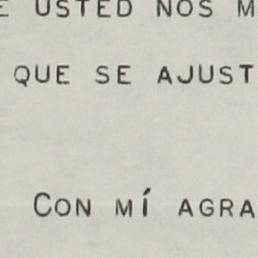 E USTED NOS M
QUE SE AJUST
CON MÍ AGRA